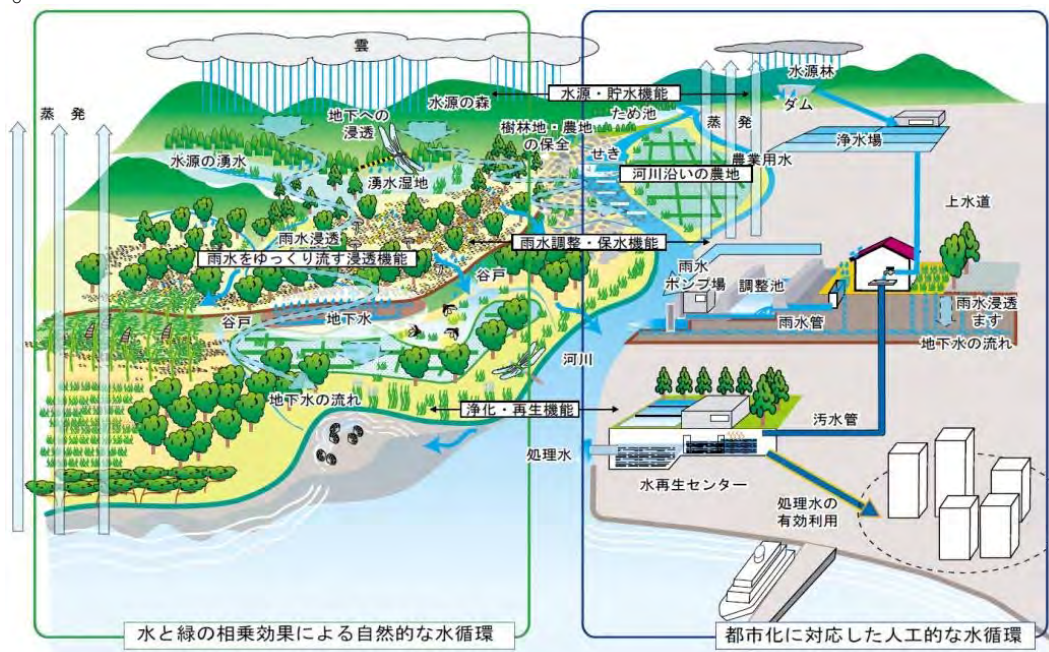 雲
水源林
ダム
浄水場
水源の森
水源・貯水機能
ため池
蒸 発
地下への
浸透
樹林地・農地
の保全
せき
蒸
発
農業用水
水源の湧水
湧水湿地
河川沿いの農地
上水道
雨水浸透
雨水調整・保水機能
雨水をゆっくり流す浸透機能
谷戸
雨水
ポンプ場
調整池
雨水管
雨水浸透
ます
地下水の流れ
谷戸
地下水
河川
地下水の流れ
浄化・再生機能
処理水
汚水管
水再生センター
処理水の
有効利用
水と緑の相乗効果による自然的な水循環
都市化に対応した人工的な水循環